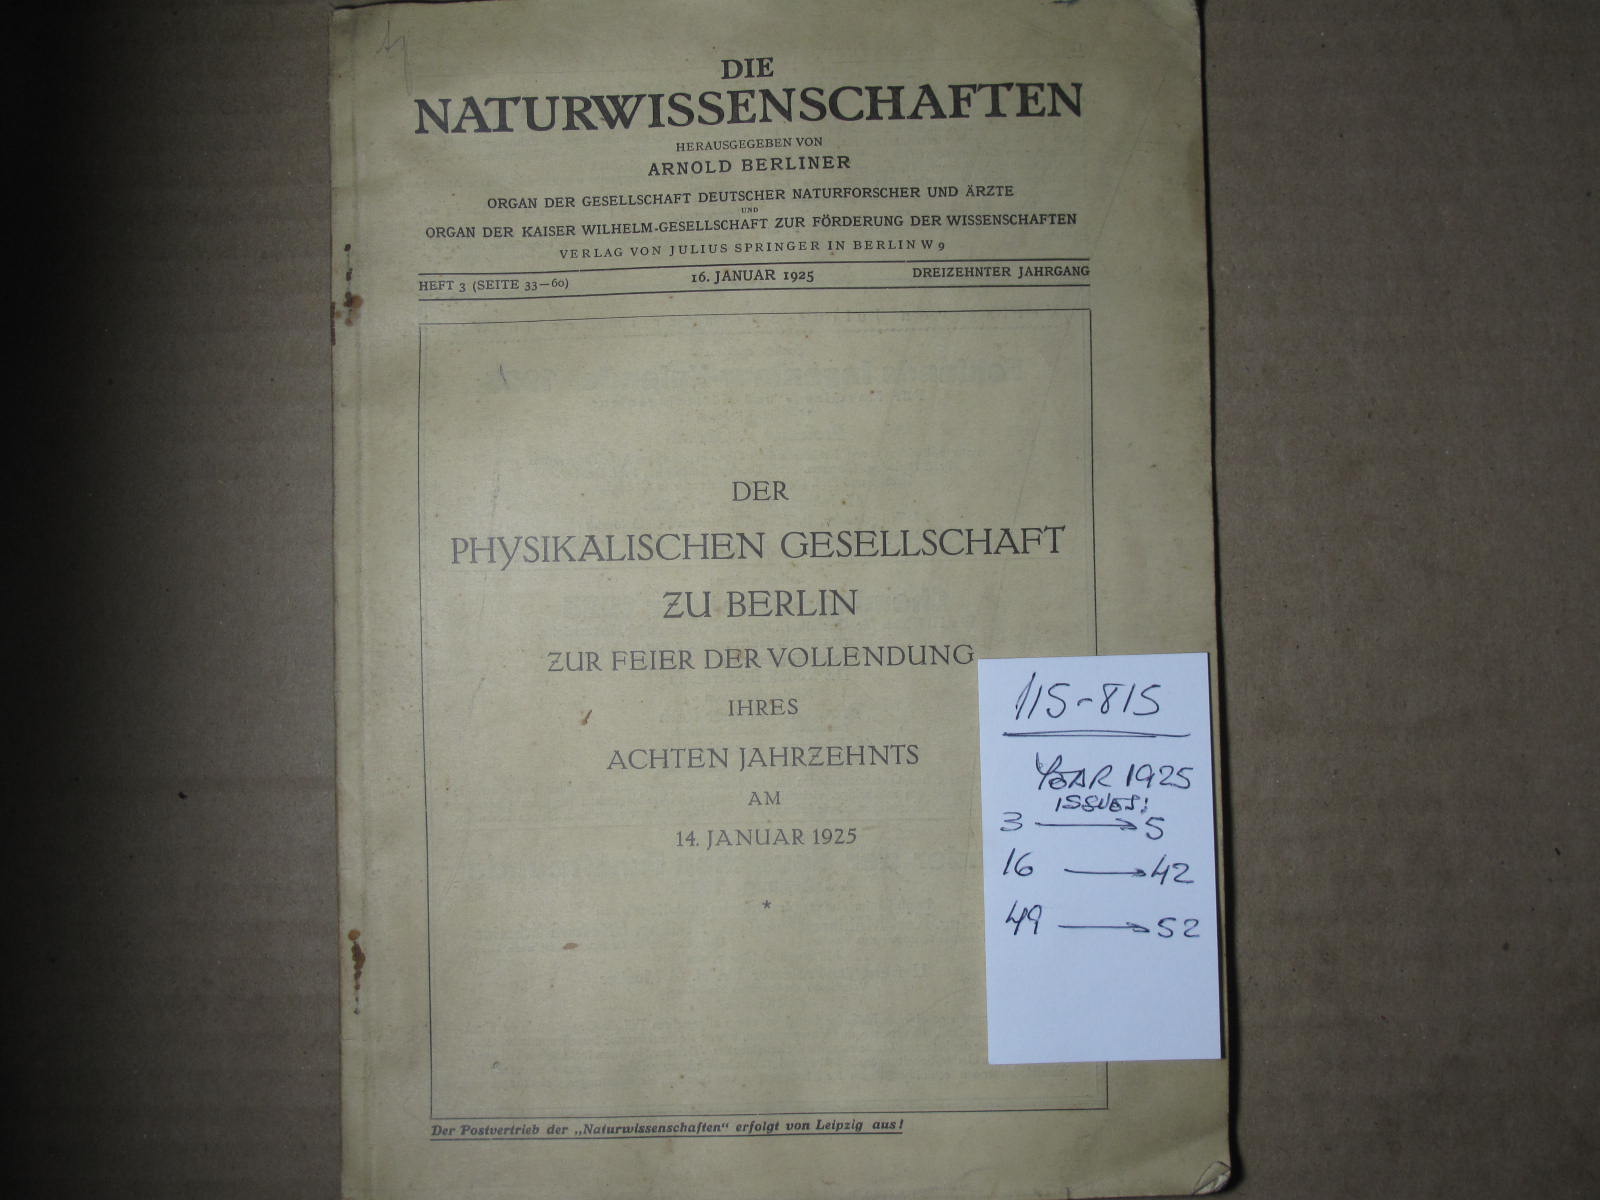 DIE
NATURWISSENSCHAFTEN
HERAUSGEGEBEN VON
ARNOLD BERLINER
ORGAN DER GESELLSCHAFT DEUTSCHER NATURFORSCHER UND ÄRZTE
UND
ORGAN DER KAISER WILHELM-GESELLSCHAFT ZUR FÖRDERUNG DER WISSENSCHAFTEN
VERLAG VON JULIUS SPRINGER IN BERLIN W 9
HEFT 3 (SEITE 33—60) 16. JANUAR 1925 DREIZEHNTER JAHRGANG
DER
PHYSIKALISCHEN GESELLSCHAFT
ZU BERLIN
ZUR FEIER DER VOLLENDUNG
IHRES
ACHTEN JAHRZEHNTS
AM
14. JANUAR 1925
*
Der Postvertrieb der „Naturwissenschaften“ erfolgt von Leipzig aus!
115-815
YEAR 1925
ISSUES:
3 → 5
16 → 42
49 → 52